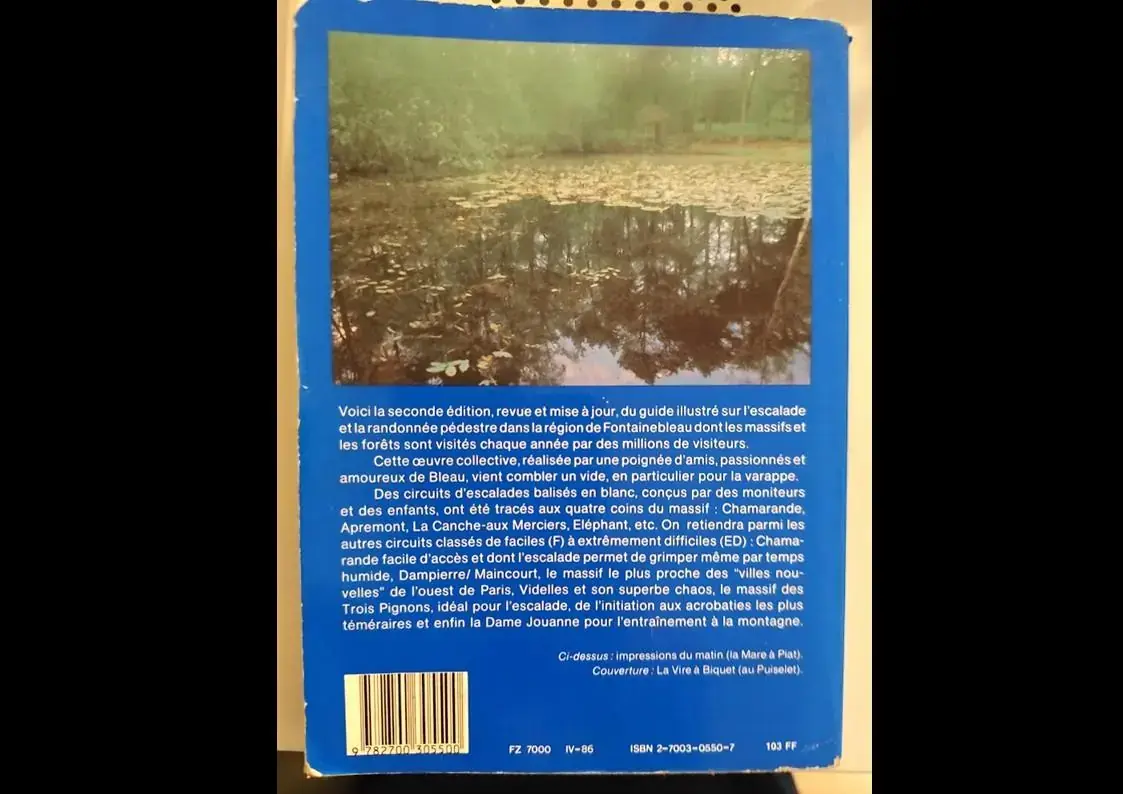 Voici la seconde édition, revue et mise à jour, du guide illustré sur l'escalade
et la randonnée pédestre dans la région de Fontainebleau dont les massifs et
les forêts sont visités chaque année par des millions de visiteurs.
Cette œuvre collective, réalisée par une poignée d'amis, passionnés et
amoureux de Bleau, vient combler un vide, en particulier pour la varappe.
Des circuits d'escalades balisés en blanc, conçus par des moniteurs
et des enfants, ont été tracés aux quatre coins du massif : Chamarande,
Apremont, La Canche-aux Merciers, Eléphant, etc. On retiendra parmi les
autres circuits classés de faciles (F) à extrêmement difficiles (ED) : Chama-
rande facile d'accès et dont l'escalade permet de grimper même par temps
humide, Dampierre/ Maincourt, le massif le plus proche des "villes nou-
velles" de l'ouest de Paris, Videlles et son superbe chaos, le massif des
Trois Pignons, idéal pour l'escalade, de l'initiation aux acrobaties les plus
téméraires et enfin la Dame Jouanne pour l'entraînement à la montagne.
Ci-dessus : impressions du matin (la Mare à Piat).
Couverture : La Vire à Biquet (au Puiselet).
9 782700 305500
FZ 7000 IV-86 ISBN 2-7003-0550-7 103 FF